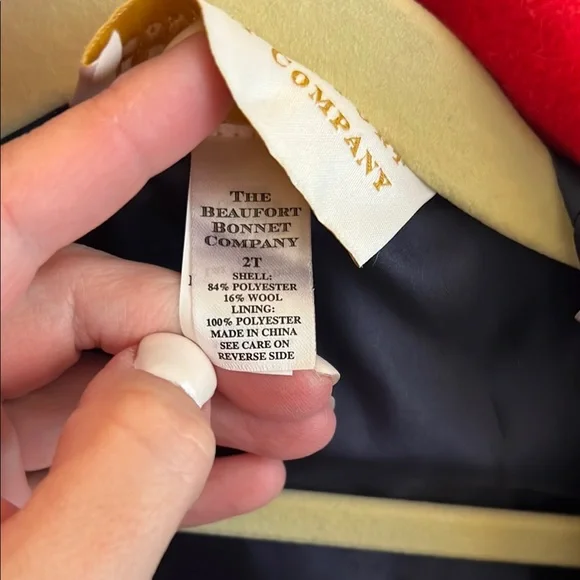 COMPANY
COMPANY
THE
BEAUFORT
BONNET
COMPANY
2T
SHELL:
84% POLYESTER
16% WOOL
LINING:
100% POLYESTER
MADE IN CHINA
SEE CARE ON
REVERSE SIDE